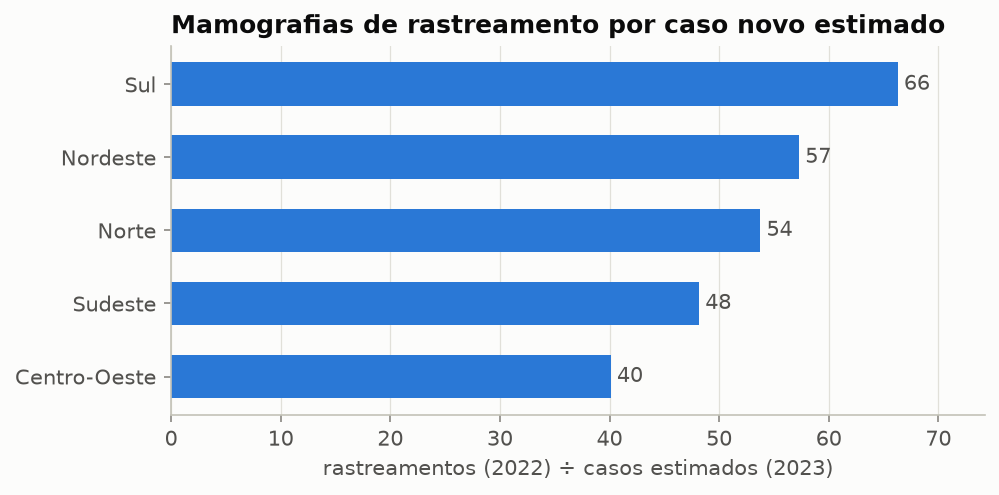 Mamografias de rastreamento por caso novo estimado
Sul 66
Nordeste 57
Norte 54
Sudeste 48
Centro-Oeste 40
0 10 20 30 40 50 60 70
rastreamentos (2022) ÷ casos estimados (2023)